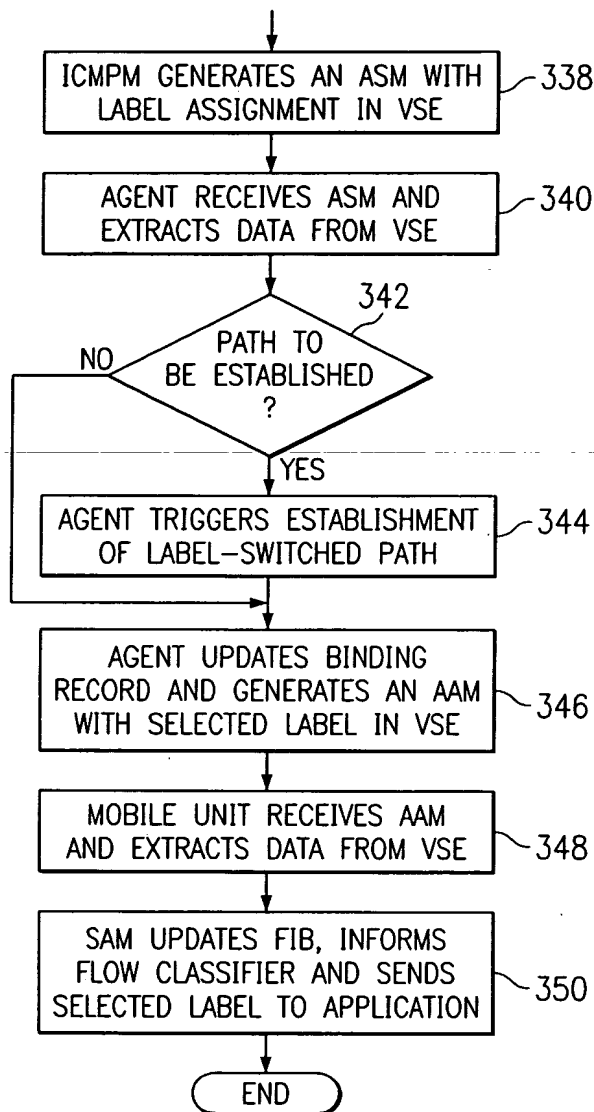 ICMPM GENERATES AN ASM WITH
LABEL ASSIGNMENT IN VSE
338
AGENT RECEIVES ASM AND
EXTRACTS DATA FROM VSE
340
342
PATH TO
BE ESTABLISHED
?
NO
YES
AGENT TRIGGERS ESTABLISHMENT
OF LABEL-SWITCHED PATH
344
AGENT UPDATES BINDING
RECORD AND GENERATES AN AAM
WITH SELECTED LABEL IN VSE
346
MOBILE UNIT RECEIVES AAM
AND EXTRACTS DATA FROM VSE
348
SAM UPDATES FIB, INFORMS
FLOW CLASSIFIER AND SENDS
SELECTED LABEL TO APPLICATION
350
END